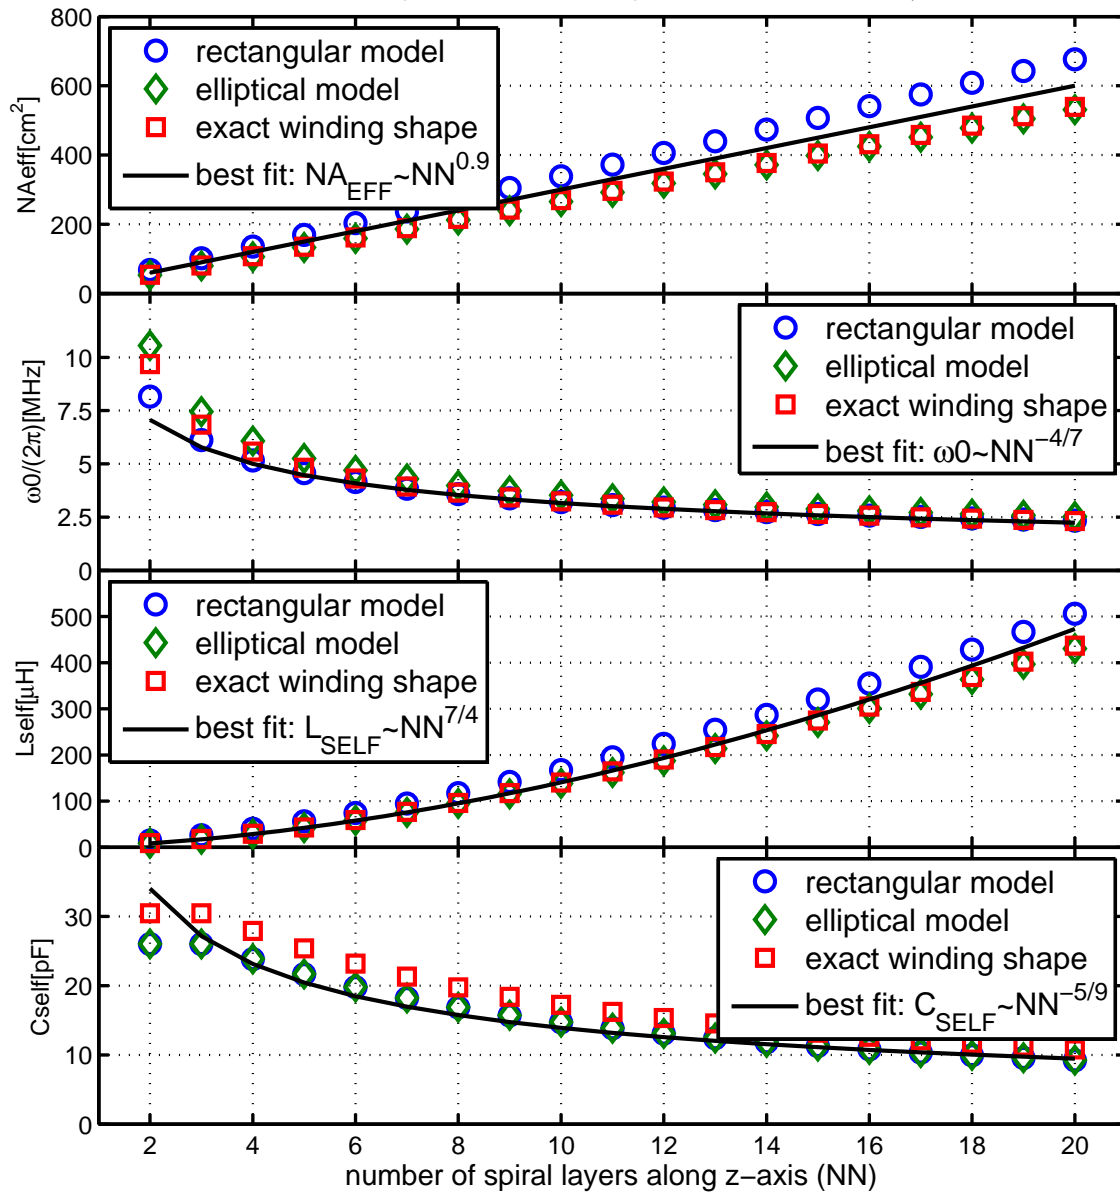 800
600
400
200
0
NAeff[cm²]
rectangular model
elliptical model
exact winding shape
best fit: NA_EFF~NN^0.9
10
7.5
5
2.5
0
ω0/(2π)[MHz]
rectangular model
elliptical model
exact winding shape
best fit: ω0~NN^−4/7
500
400
300
200
100
0
Lself[μH]
rectangular model
elliptical model
exact winding shape
best fit: L_SELF~NN^7/4
30
20
10
0
Cself[pF]
rectangular model
elliptical model
exact winding shape
best fit: C_SELF~NN^−5/9
2 4 6 8 10 12 14 16 18 20
number of spiral layers along z−axis (NN)